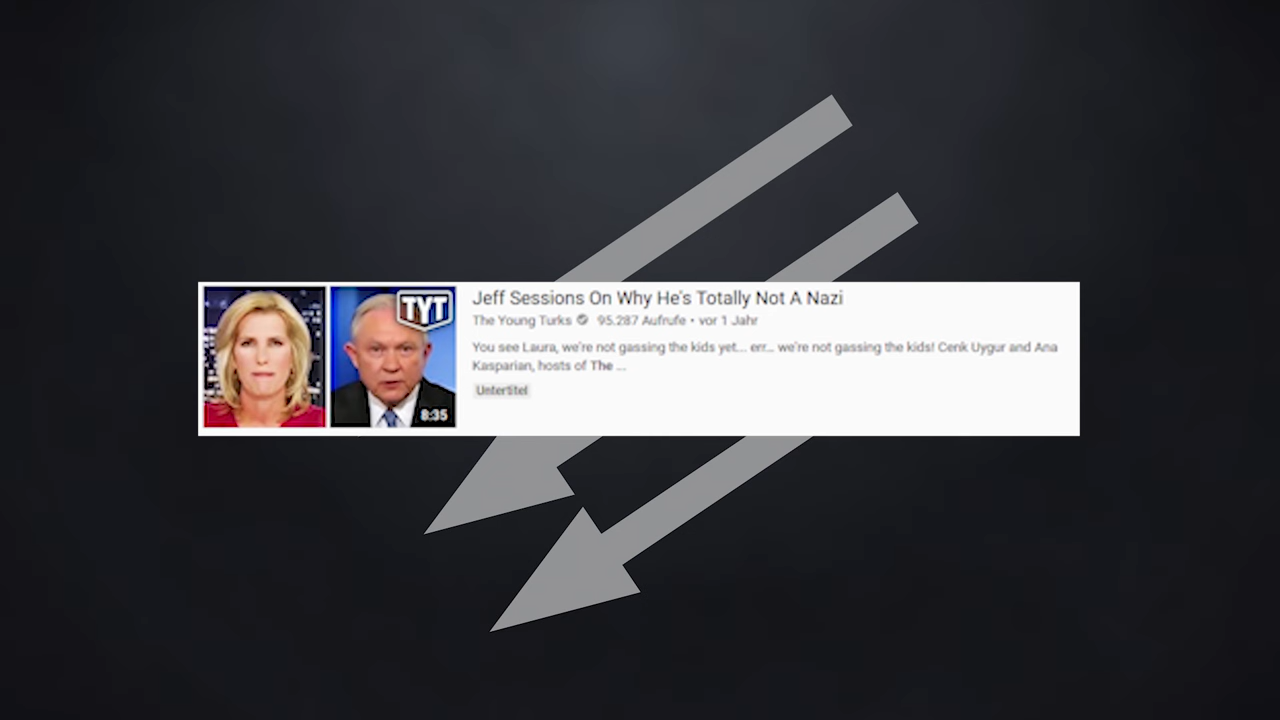 Jeff Sessions On Why He's Totally Not A Nazi
TYT
The Young Turks 95.287 Aufrufe • vor 1 Jahr
You see Laura, we're not gassing the kids yet... err... we're not gassing the kids! Cenk Uygur and Ana
Kasparian, hosts of The ...
Untertitel
8:35